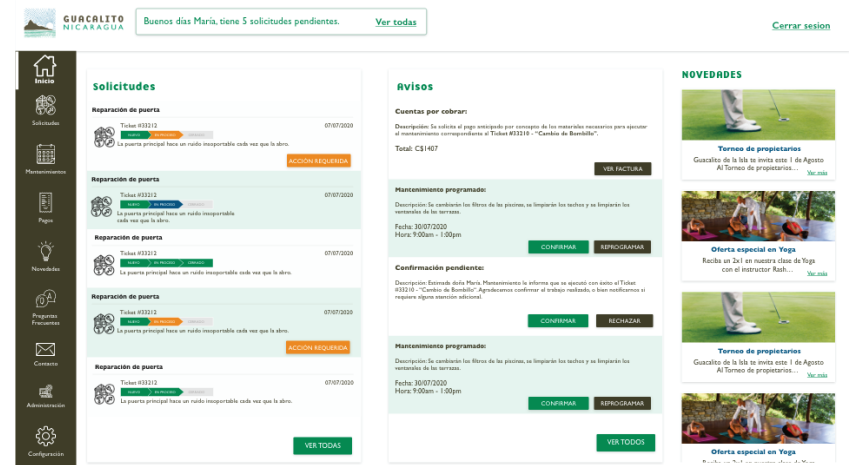 GUACALITO
NICARAGUA
Buenos días María, tiene 5 solicitudes pendientes.
Ver todas
Cerrar sesion
Inicio
Solicitudes
Mantenimientos
Pagos
Novedades
Preguntas
Frecuentes
Contacto
Administración
Configuración
Solicitudes
Reparación de puerta
Ticket #33212
07/07/2020
NUEVO EN PROCESO
La puerta principal hace un ruido insoportable cada vez que la abro.
ACCIÓN REQUERIDA
Reparación de puerta
Ticket #33212
07/07/2020
NUEVO EN PROCESO
La puerta principal hace un ruido insoportable
cada vez que la abro.
Reparación de puerta
Ticket #33212
07/07/2020
NUEVO EN PROCESO
La puerta principal hace un ruido insoportable cada vez que la abro.
Reparación de puerta
Ticket #33212
07/07/2020
NUEVO EN PROCESO
La puerta principal hace un ruido insoportable cada vez que la abro.
ACCIÓN REQUERIDA
Reparación de puerta
Ticket #33212
07/07/2020
NUEVO EN PROCESO
La puerta principal hace un ruido insoportable cada vez que la abro.
VER TODAS
Avisos
Cuentas por cobrar:
Descripción: Se solicita el pago anticipado por concepto de los materiales necesarios para ejecutar
el mantenimiento correspondiente al Ticket #33210 - "Cambio de Bombillo".
Total: C$1407
VER FACTURA
Mantenimiento programado:
Descripción: Se cambiarán los filtros de las piscinas, se limpiarán los techos y se limpiarán los
ventanales de las terrazas.
Fecha: 30/07/2020
Hora: 9:00am - 1:00pm
CONFIRMAR
REPROGRAMAR
Confirmación pendiente:
Descripción: Estimada doña María. Mantenimiento le informa que se ejecutó con éxito el Ticket
#33210 - "Cambio de Bombillo". Agradecemos confirmar el trabajo realizado, o bien notificarnos si
requiere alguna atención adicional
CONFIRMAR
RECHAZAR
Mantenimiento programado:
Descripción: Se cambiarán los filtros de las piscinas, se limpiarán los techos y se limpiarán los
ventanales de las terrazas.
Fecha: 30/07/2020
Hora: 9:00am - 1:00pm
CONFIRMAR
REPROGRAMAR
VER TODOS
NOVEDADES
Torneo de propietarios
Guacalito de la Isla te invita este 1 de Agosto
Al Torneo de propietarios...
Ver más
Oferta especial en Yoga
Reciba un 2x1 en nuestra clase de Yoga
con el instructor Rash...
Ver más
Torneo de propietarios
Guacalito de la Isla te invita este 1 de Agosto
Al Torneo de propietarios...
Ver más
Oferta especial en Yoga